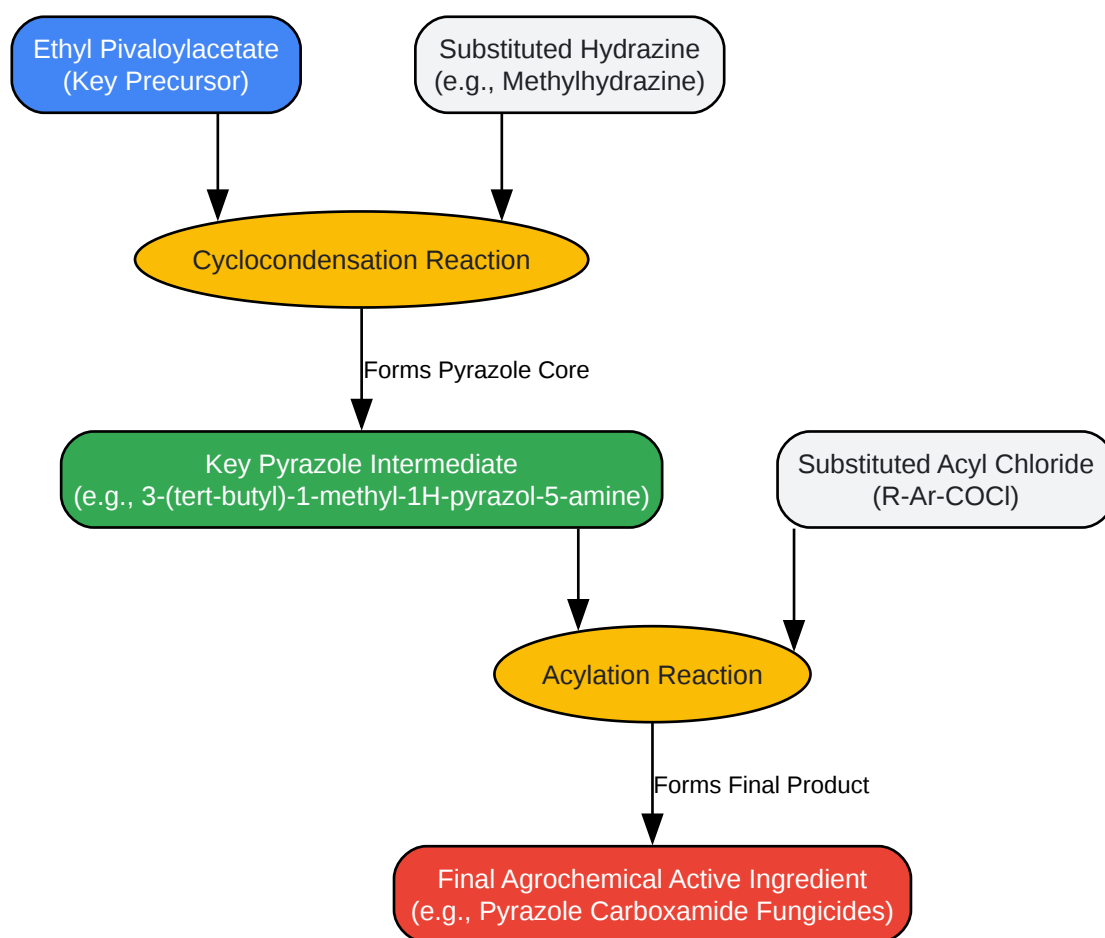 Ethyl Pivaloylacetate
(Key Precursor)
Substituted Hydrazine
(e.g., Methylhydrazine)
Cyclocondensation Reaction
Forms Pyrazole Core
Key Pyrazole Intermediate
(e.g., 3-(tert-butyl)-1-methyl-1H-pyrazol-5-amine)
Substituted Acyl Chloride
(R-Ar-COCl)
Acylation Reaction
Forms Final Product
Final Agrochemical Active Ingredient
(e.g., Pyrazole Carboxamide Fungicides)